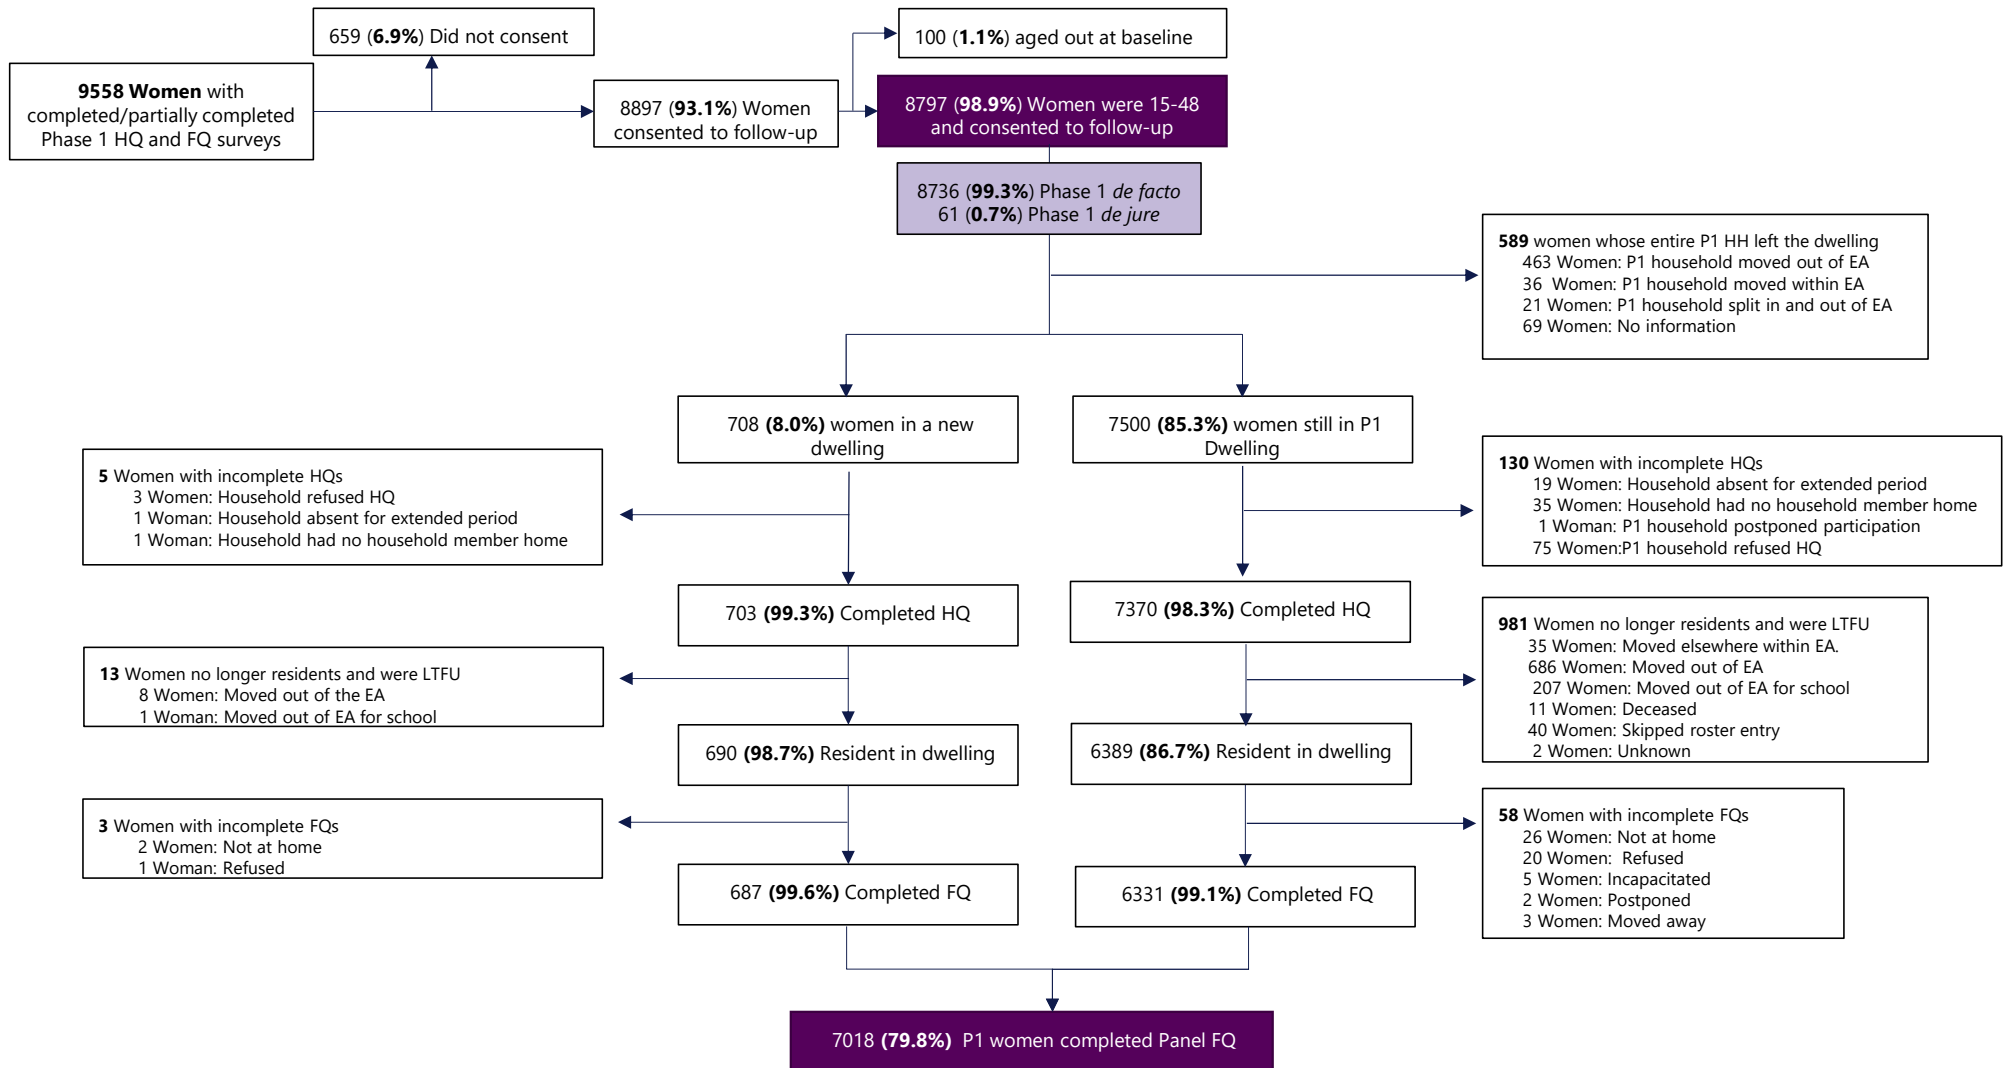 659 (6.9%) Did not consent
100 (1.1%) aged out at baseline
9558 Women with
completed/partially completed
Phase 1 HQ and FQ surveys
8897 (93.1%) Women
consented to follow-up
8797 (98.9%) Women were 15-48
and consented to follow-up
8736 (99.3%) Phase 1 de facto
61 (0.7%) Phase 1 de jure
589 women whose entire P1 HH left the dwelling
463 Women: P1 household moved out of EA
36 Women: P1 household moved within EA
21 Women: P1 household split in and out of EA
69 Women: No information
708 (8.0%) women in a new
dwelling
7500 (85.3%) women still in P1
Dwelling
5 Women with incomplete HQs
3 Women: Household refused HQ
1 Woman: Household absent for extended period
1 Woman: Household had no household member home
130 Women with incomplete HQs
19 Women: Household absent for extended period
35 Women: Household had no household member home
1 Woman: P1 household postponed participation
75 Women:P1 household refused HQ
703 (99.3%) Completed HQ
7370 (98.3%) Completed HQ
13 Women no longer residents and were LTFU
8 Women: Moved out of the EA
1 Woman: Moved out of EA for school
981 Women no longer residents and were LTFU
35 Women: Moved elsewhere within EA.
686 Women: Moved out of EA
207 Women: Moved out of EA for school
11 Women: Deceased
40 Women: Skipped roster entry
2 Women: Unknown
690 (98.7%) Resident in dwelling
6389 (86.7%) Resident in dwelling
3 Women with incomplete FQs
2 Women: Not at home
1 Woman: Refused
58 Women with incomplete FQs
26 Women: Not at home
20 Women: Refused
5 Women: Incapacitated
2 Women: Postponed
3 Women: Moved away
687 (99.6%) Completed FQ
6331 (99.1%) Completed FQ
7018 (79.8%) P1 women completed Panel FQ